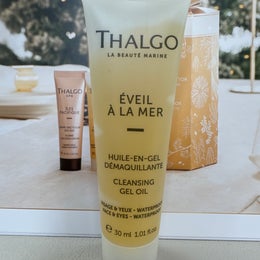 THALGO
LA BEAUTÉ MARINE
ÉVEIL
À LA MER
HUILE-EN-GEL
DÉMAQUILLANTE
CLEANSING
GEL OIL
VISAGE & YEUX - WATERPROOF
FACE & EYES - WATERPROOF
30 ml 1.01 fl.oz.
THALGO